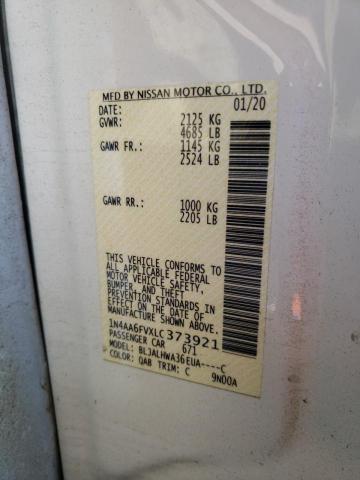 MFD BY NISSAN MOTOR CO., LTD.
DATE: 01/20
GVWR: 2125 KG
4685 LB
GAWR FR.: 1145 KG
2524 LB
GAWR RR.: 1000 KG
2205 LB
THIS VEHICLE CONFORMS TO
ALL APPLICABLE FEDERAL
MOTOR VEHICLE SAFETY,
BUMPER, AND THEFT
PREVENTION STANDARDS IN
EFFECT ON THE DATE OF
MANUFACTURE SHOWN ABOVE.
1N4AA6FVXLC373921
PASSENGER CAR 671
MODEL: BLJALHWA36EUA----C
COLOR: QAB TRIM: C 9N00A